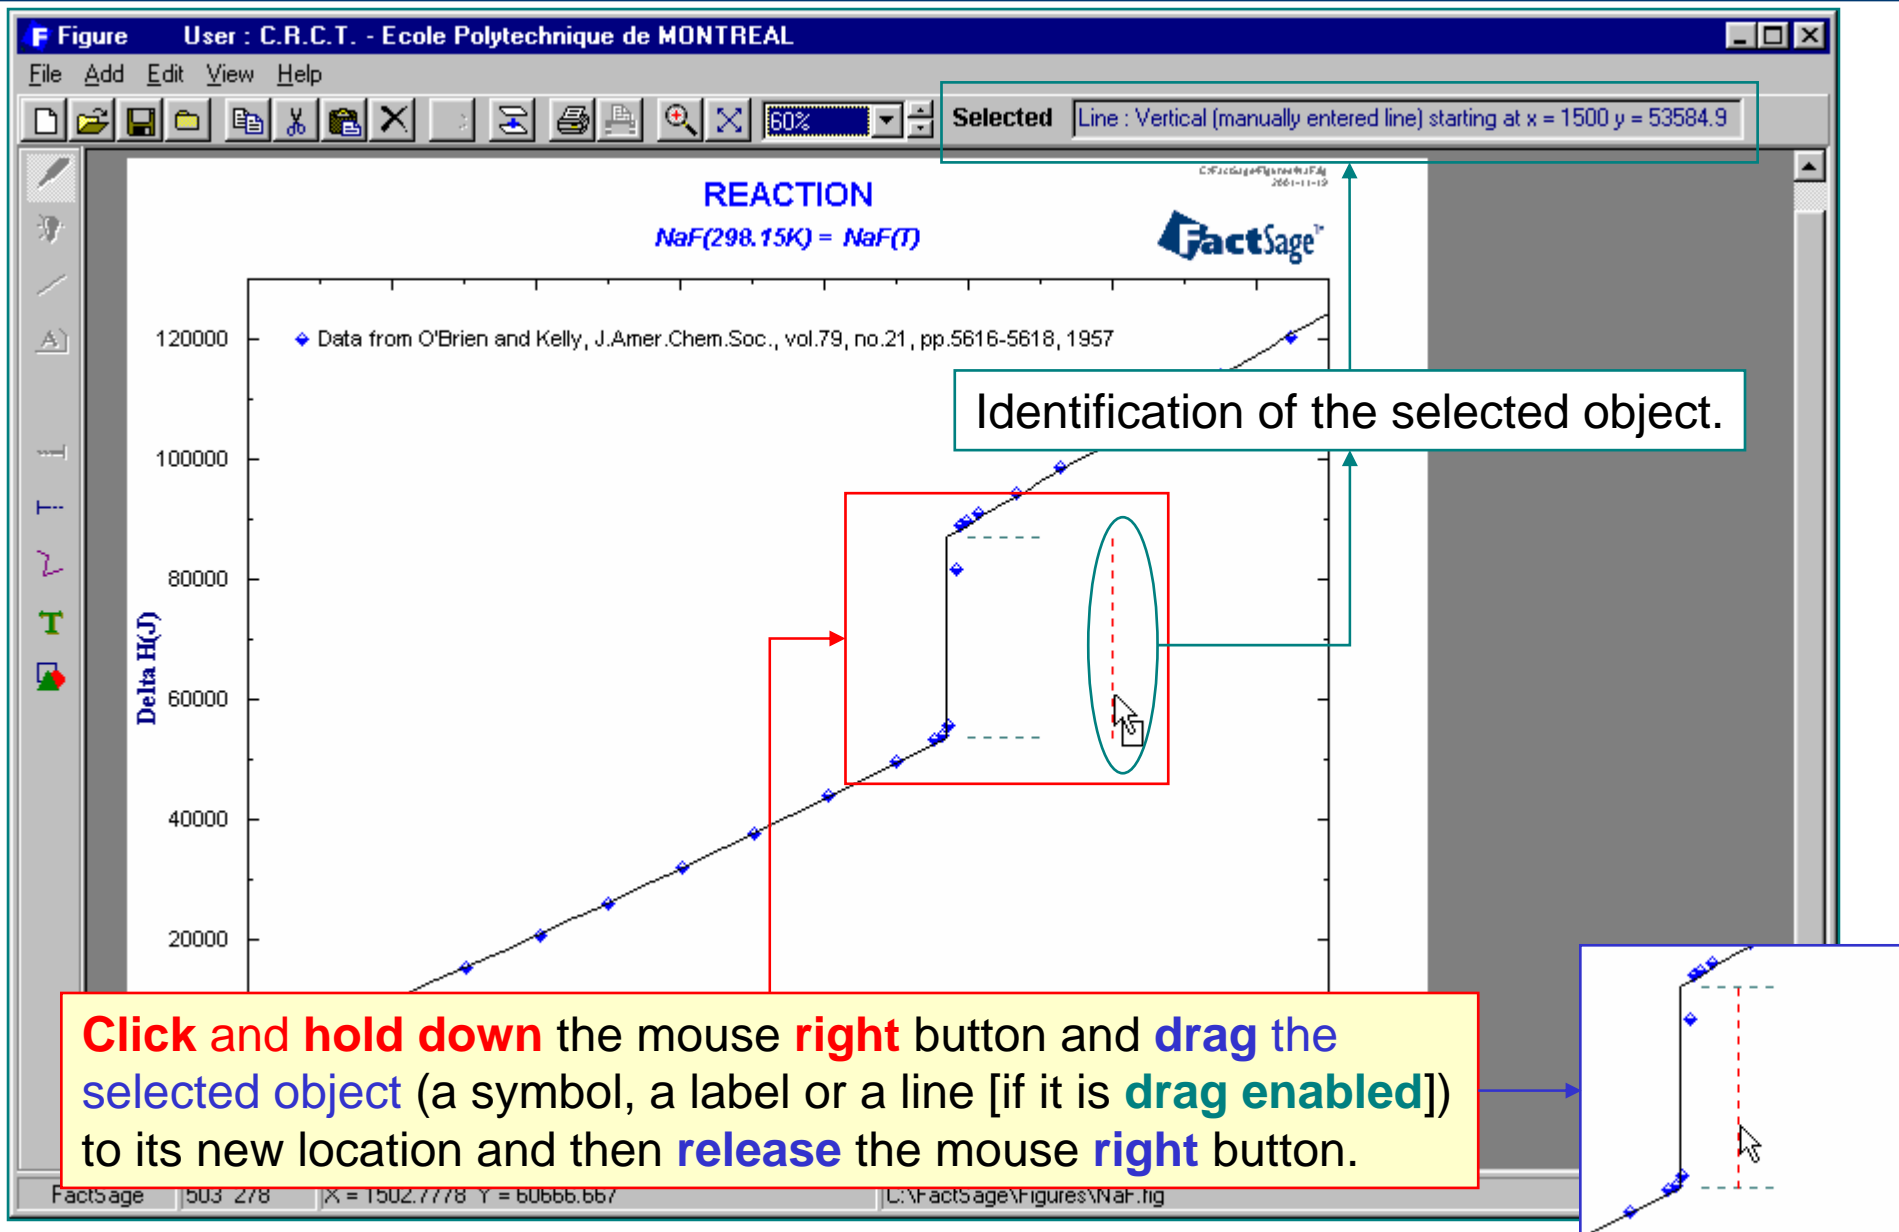 Figure User : C.R.C.T. - Ecole Polytechnique de MONTREAL
File Add Edit View Help
60% Selected Line : Vertical (manually entered line) starting at x = 1500 y = 53584.9
2001-11-19
REACTION
NaF(298.15K) = NaF(T)
FactSage™
120000
Data from O'Brien and Kelly, J.Amer.Chem.Soc., vol.79, no.21, pp.5616-5618, 1957
Identification of the selected object.
100000
80000
Delta H(J)
60000
40000
20000
Click and hold down the mouse right button and drag the
selected object (a symbol, a label or a line [if it is drag enabled])
to its new location and then release the mouse right button.
FactSage 503 278 X = 1502.7778 Y = 60666.667 C:\FactSage\Figures\NaF.fig